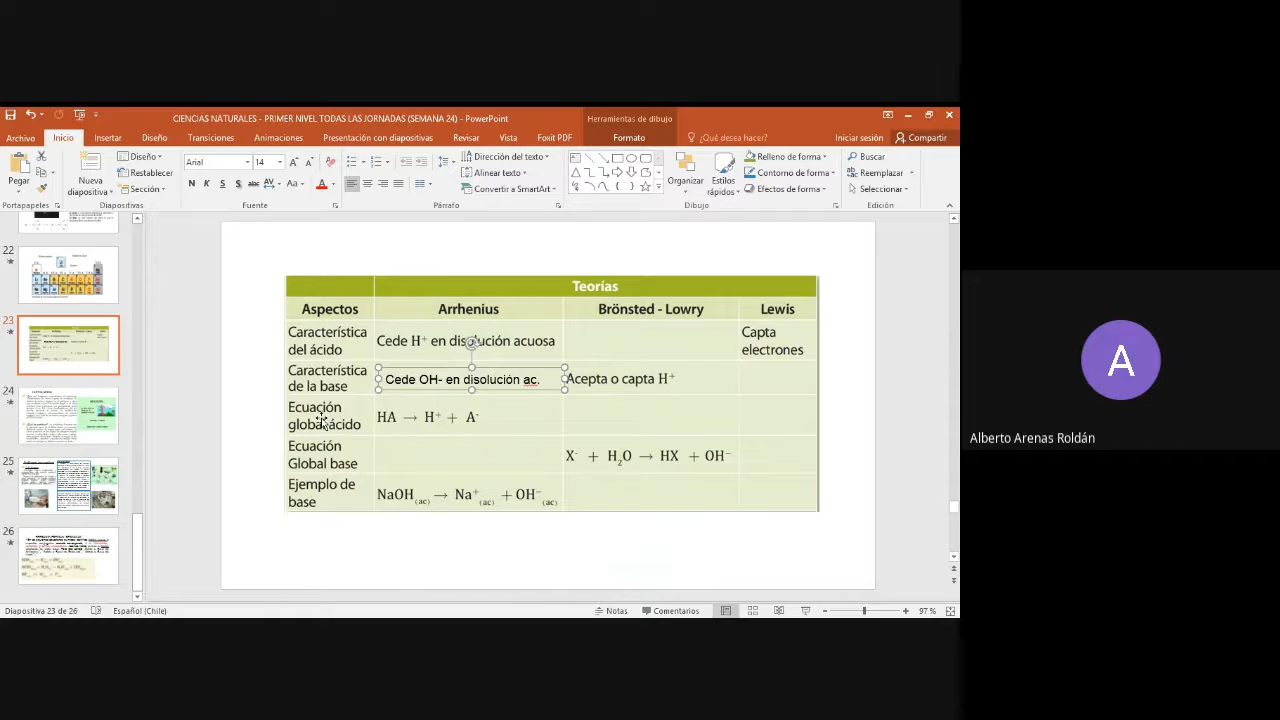 CIENCIAS NATURALES - PRIMER NIVEL TODAS LAS JORNADAS (SEMANA 24) - PowerPoint
Herramientas de dibujo
Archivo Inicio Insertar Diseño Transiciones Animaciones Presentación con diapositivas Revisar Vista Foxit PDF Formato ¿Qué desea hacer? Iniciar sesión Compartir
Pegar
Nueva diapositiva
Diseño
Restablecer
Sección
Arial 14
N K S S abc AV Aa A
Dirección del texto
Alinear texto
Convertir a SmartArt
Organizar
Estilos rápidos
Relleno de forma
Contorno de forma
Efectos de forma
Buscar
Reemplazar
Seleccionar
Portapapeles Diapositivas Fuente Párrafo Dibujo Edición
22
23
24
25
26
Teorías
Aspectos Arrhenius Brönsted - Lowry Lewis
Característica del ácido Cede H⁺ en disolución acuosa Capta electrones
Característica de la base Cede OH- en disolución ac. Acepta o capta H⁺
Ecuación global ácido HA → H⁺ + A⁻
Ecuación Global base X⁻ + H₂O → HX + OH⁻
Ejemplo de base NaOH(ac) → Na⁺(ac) + OH⁻(ac)
Diapositiva 23 de 26 Español (Chile) Notas Comentarios 97 %
A
Alberto Arenas Roldán